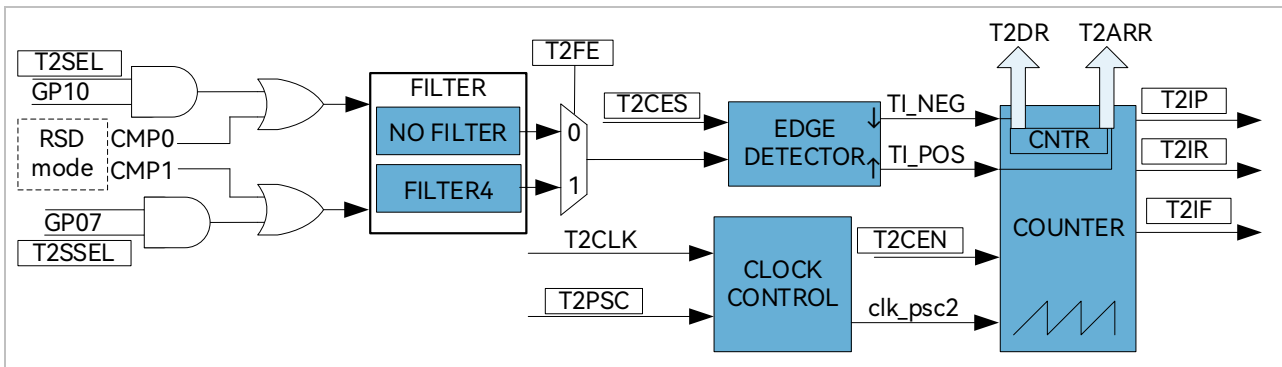 T2DR T2ARR
T2SEL
T2FE
GP10
FILTER
T2CES
TI_NEG
T2IP
RSD
mode
CMP0
NO FILTER
0
EDGE
DETECTOR
↓
CNTR
T2IR
CMP1
FILTER4
1
↑
TI_POS
GP07
T2SSEL
T2CLK
T2CEN
COUNTER
T2IF
CLOCK
CONTROL
T2PSC
clk_psc2